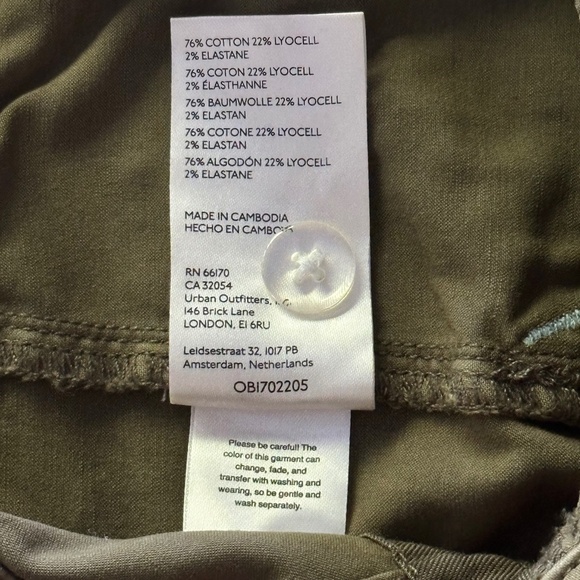 76% COTTON 22% LYOCELL
2% ELASTANE
76% COTON 22% LYOCELL
2% ÉLASTHANNE
76% BAUMWOLLE 22% LYOCELL
2% ELASTAN
76% COTONE 22% LYOCELL
2% ELASTAN
76% ALGODÓN 22% LYOCELL
2% ELASTANE
MADE IN CAMBODIA
HECHO EN
RN 66170
CA 32054
Urban Outfitters,
146 Brick Lane
LONDON, E1 6RU
Leidsestraat 32, 1017 PB
Amsterdam, Netherlands
OB1702205
Please be careful! The
color of this garment can
change, fade, and
transfer with washing and
wearing, so be gentle and
wash separately.